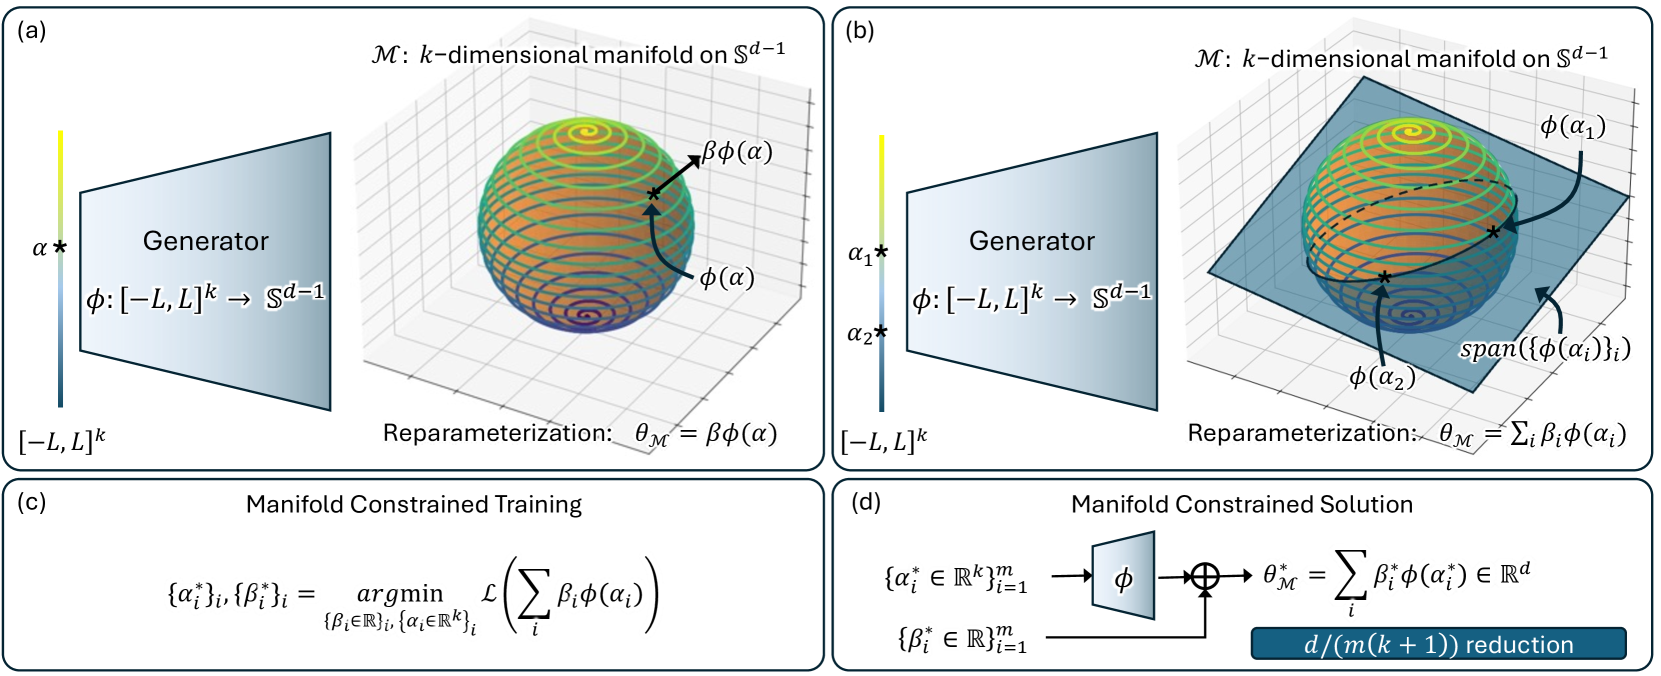 (a)
ℳ: k−dimensional manifold on 𝕊^{d−1}
βϕ(α)
α *
Generator
ϕ: [−L, L]^k → 𝕊^{d−1}
*
ϕ(α)
[−L, L]^k
Reparameterization: θ_ℳ = βϕ(α)
(b)
ℳ: k−dimensional manifold on 𝕊^{d−1}
ϕ(α_1)
α_1 *
α_2 *
Generator
ϕ: [−L, L]^k → 𝕊^{d−1}
*
*
span({ϕ(α_i)}_i)
ϕ(α_2)
[−L, L]^k
Reparameterization: θ_ℳ = ∑_i β_i ϕ(α_i)
(c)
Manifold Constrained Training
{α_i^*}_i, {β_i^*}_i = argmin_{{β_i∈ℝ}_i, {α_i∈ℝ^k}_i} ℒ(∑_i β_i ϕ(α_i))
(d)
Manifold Constrained Solution
{α_i^* ∈ ℝ^k}_{i=1}^m
ϕ
θ_ℳ^* = ∑_i β_i^* ϕ(α_i^*) ∈ ℝ^d
{β_i^* ∈ ℝ}_{i=1}^m
d/(m(k + 1)) reduction